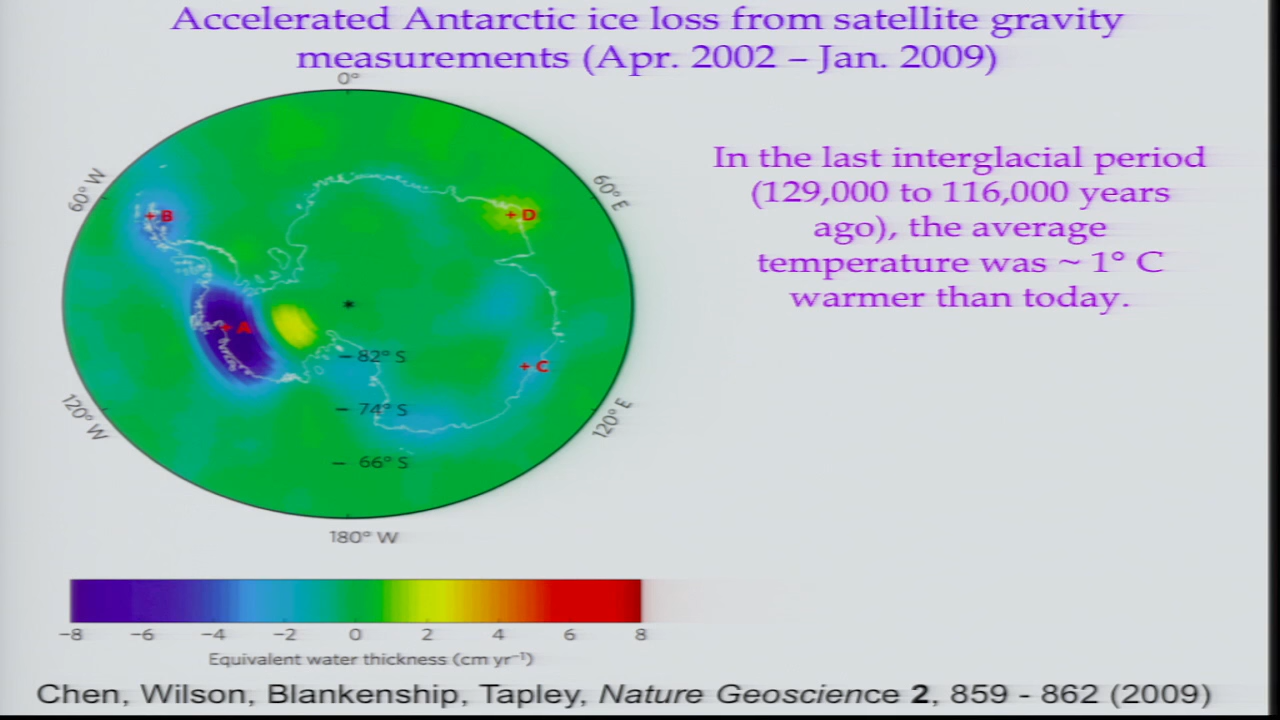 Accelerated Antarctic ice loss from satellite gravity
measurements (Apr. 2002 – Jan. 2009)
0°
60° W
60° E
+ B
+ D
+ A
*
– 82° S
+ C
– 74° S
120° W
120° E
– 66° S
180° W
−8 −6 −4 −2 0 2 4 6 8
Equivalent water thickness (cm yr⁻¹)
In the last interglacial period
(129,000 to 116,000 years
ago), the average
temperature was ~ 1° C
warmer than today.
Chen, Wilson, Blankenship, Tapley, Nature Geoscience 2, 859 - 862 (2009)